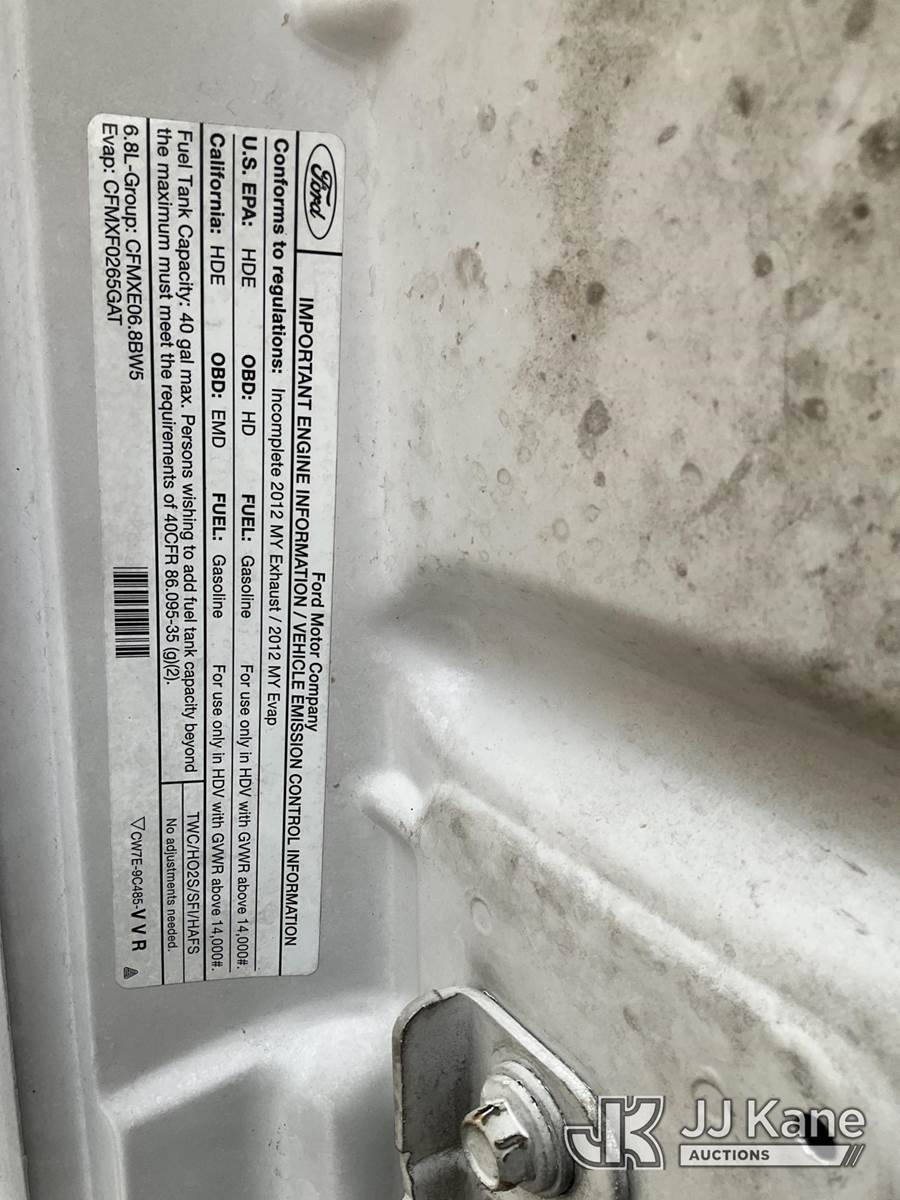 Ford
Ford Motor Company
IMPORTANT ENGINE INFORMATION / VEHICLE EMISSION CONTROL INFORMATION
Conforms to regulations: Incomplete 2012 MY Exhaust / 2012 MY Evap
U.S. EPA: HDE OBD: HD FUEL: Gasoline For use only in HDV with GVWR above 14,000#.
California: HDE OBD: EMD FUEL: Gasoline For use only in HDV with GVWR above 14,000#.
Fuel Tank Capacity: 40 gal max. Persons wishing to add fuel tank capacity beyond
the maximum must meet the requirements of 40CFR 86.095-35 (g)(2).
TWC/HO2S/SFI/HAFS
No adjustments needed.
6.8L-Group: CFMXE06.8BW5
Evap: CFMXF0265GAT
CW7E-9C485-VVR
JK JJ Kane
AUCTIONS